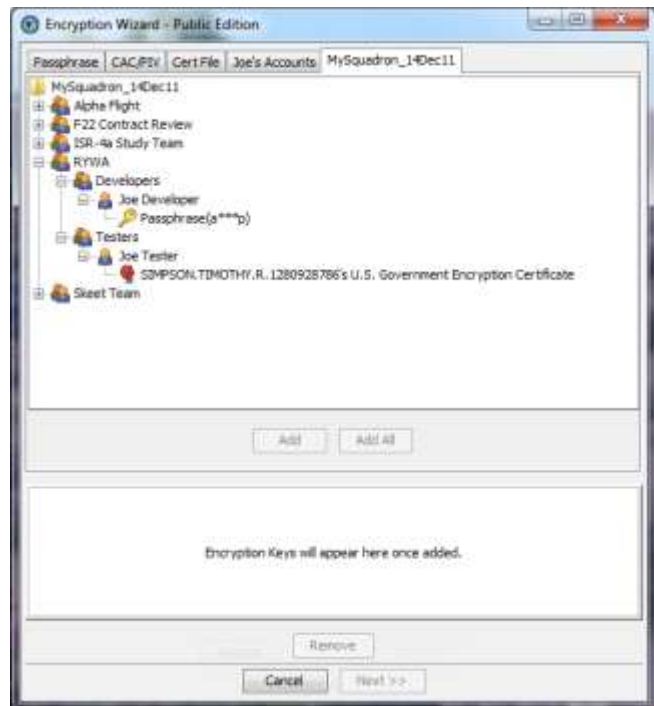 Encryption Wizard - Public Edition
Passphrase CAC/PIV Cert File Joe's Accounts MySquadron_14Dec11
MySquadron_14Dec11
Alpha Flight
F22 Contract Review
ISR-4a Study Team
RYWA
Developers
Joe Developer
Passphrase(a***p)
Testers
Joe Tester
SIMPSON.TIMOTHY.R.1280928786's U.S. Government Encryption Certificate
Skeet Team
Add Add All
Encryption Keys will appear here once added.
Remove
Cancel Next >>